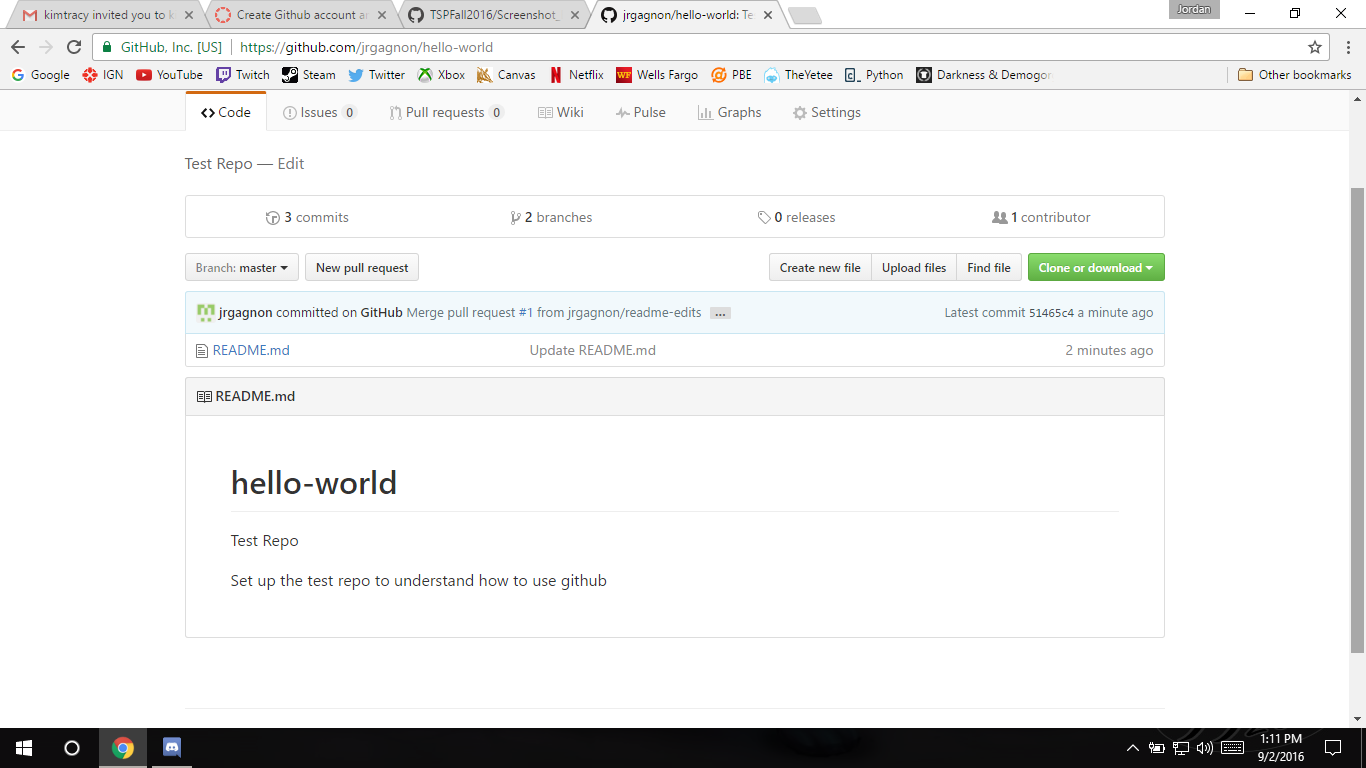 kimtracy invited you to k
Create Github account an
TSPFall2016/Screenshot_
jrgagnon/hello-world: Te
Jordan
GitHub, Inc. [US] https://github.com/jrgagnon/hello-world
Google IGN YouTube Twitch Steam Twitter Xbox Canvas Netflix Wells Fargo PBE TheYetee Python Darkness & Demogor Other bookmarks
Code Issues 0 Pull requests 0 Wiki Pulse Graphs Settings
Test Repo — Edit
3 commits 2 branches 0 releases 1 contributor
Branch: master New pull request Create new file Upload files Find file Clone or download
jrgagnon committed on GitHub Merge pull request #1 from jrgagnon/readme-edits ... Latest commit 51465c4 a minute ago
README.md Update README.md 2 minutes ago
README.md
hello-world
Test Repo
Set up the test repo to understand how to use github
1:11 PM
9/2/2016